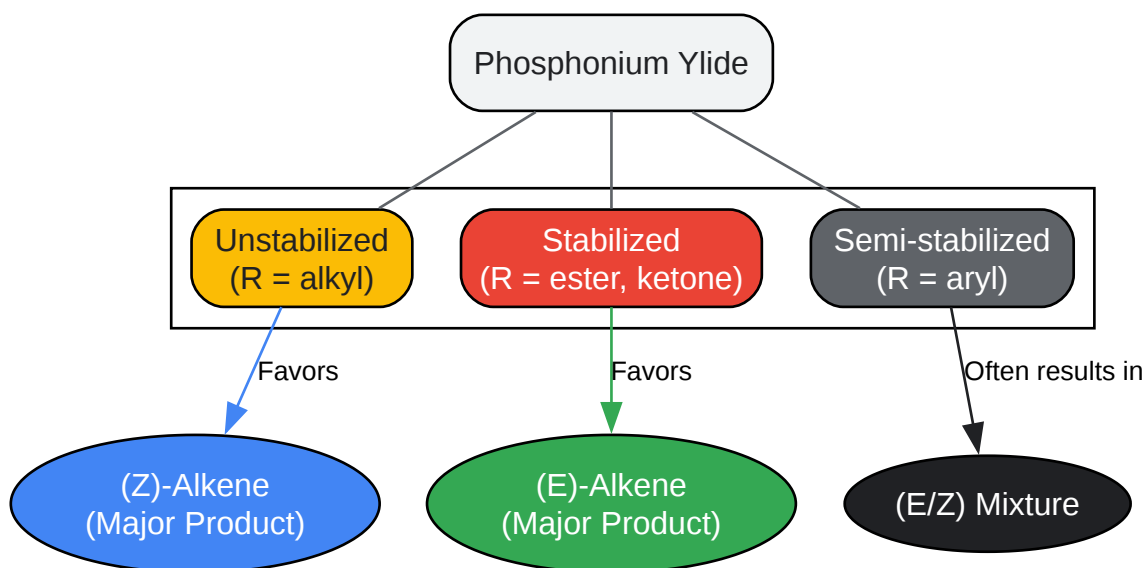 Phosphonium Ylide
Unstabilized
(R = alkyl)
Stabilized
(R = ester, ketone)
Semi-stabilized
(R = aryl)
Favors
Favors
Often results in
(Z)-Alkene
(Major Product)
(E)-Alkene
(Major Product)
(E/Z) Mixture